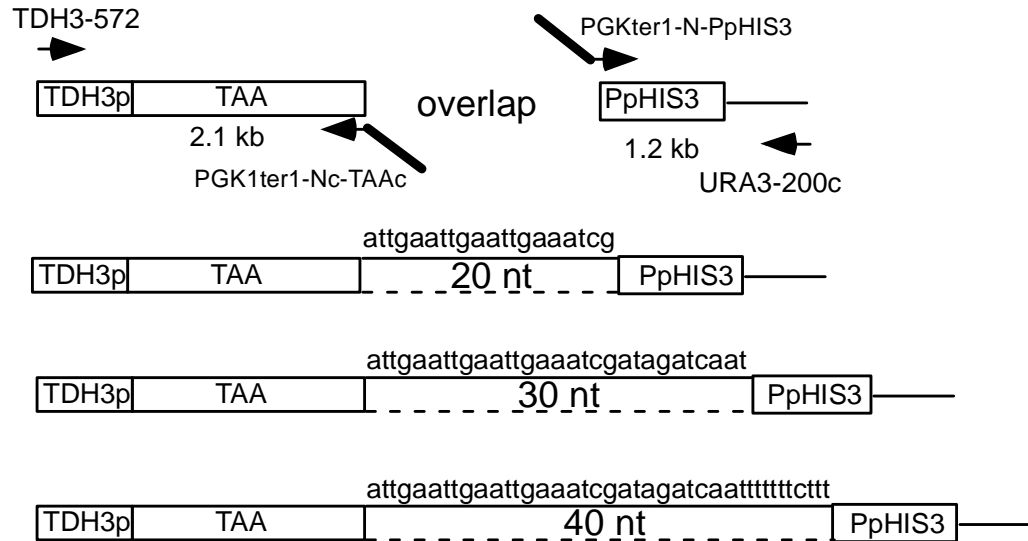 TDH3-572
PGKter1-N-PpHIS3
TDH3p TAA overlap PpHIS3
2.1 kb 1.2 kb
PGK1ter1-Nc-TAAc URA3-200c
attgaattgaattgaaatcg
TDH3p TAA 20 nt PpHIS3
attgaattgaattgaaatcgatagatcaat
TDH3p TAA 30 nt PpHIS3
attgaattgaattgaaatcgatagatcaatttttttcttt
TDH3p TAA 40 nt PpHIS3